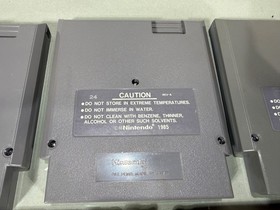 CAUTION
• DO NOT STORE IN EXTREME TEMPERATURES.
• DO NOT IMMERSE IN WATER.
• DO NOT CLEAN WITH BENZENE, THINNER,
ALCOHOL OR OTHER SUCH SOLVENTS.
Nintendo 1985